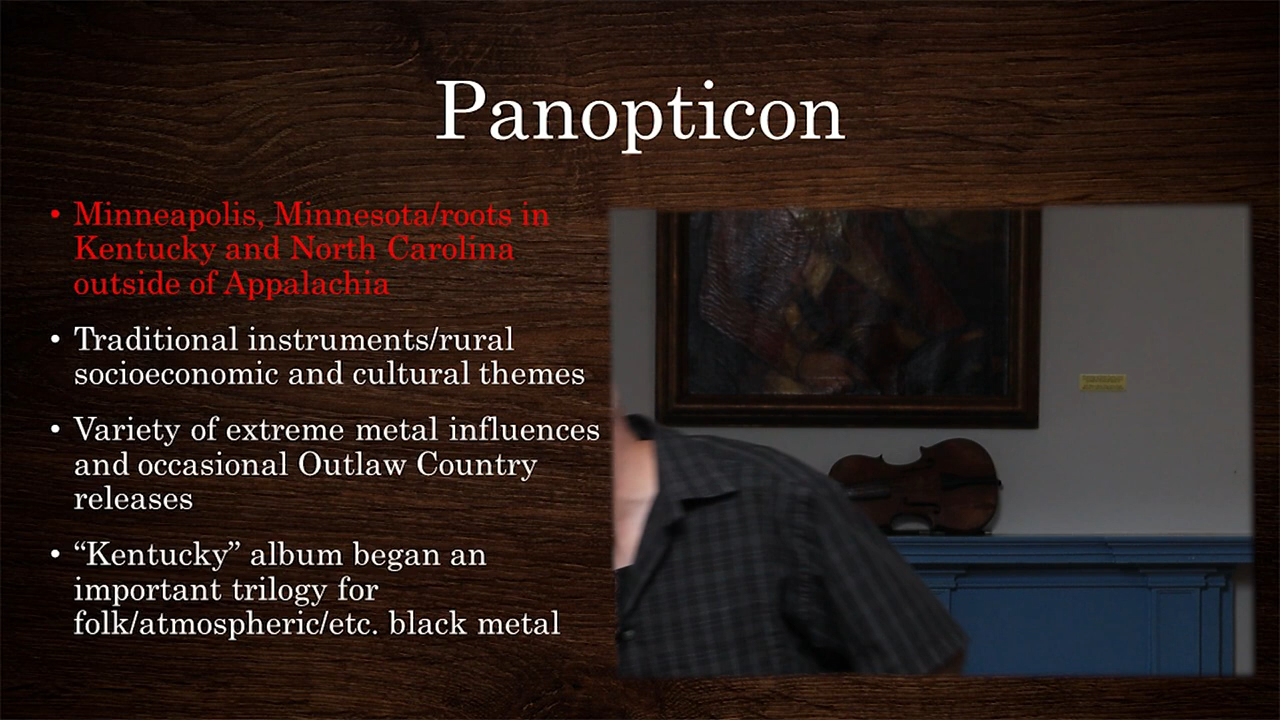 Panopticon
• Minneapolis, Minnesota/roots in
Kentucky and North Carolina
outside of Appalachia
• Traditional instruments/rural
socioeconomic and cultural themes
• Variety of extreme metal influences
and occasional Outlaw Country
releases
• “Kentucky” album began an
important trilogy for
folk/atmospheric/etc. black metal